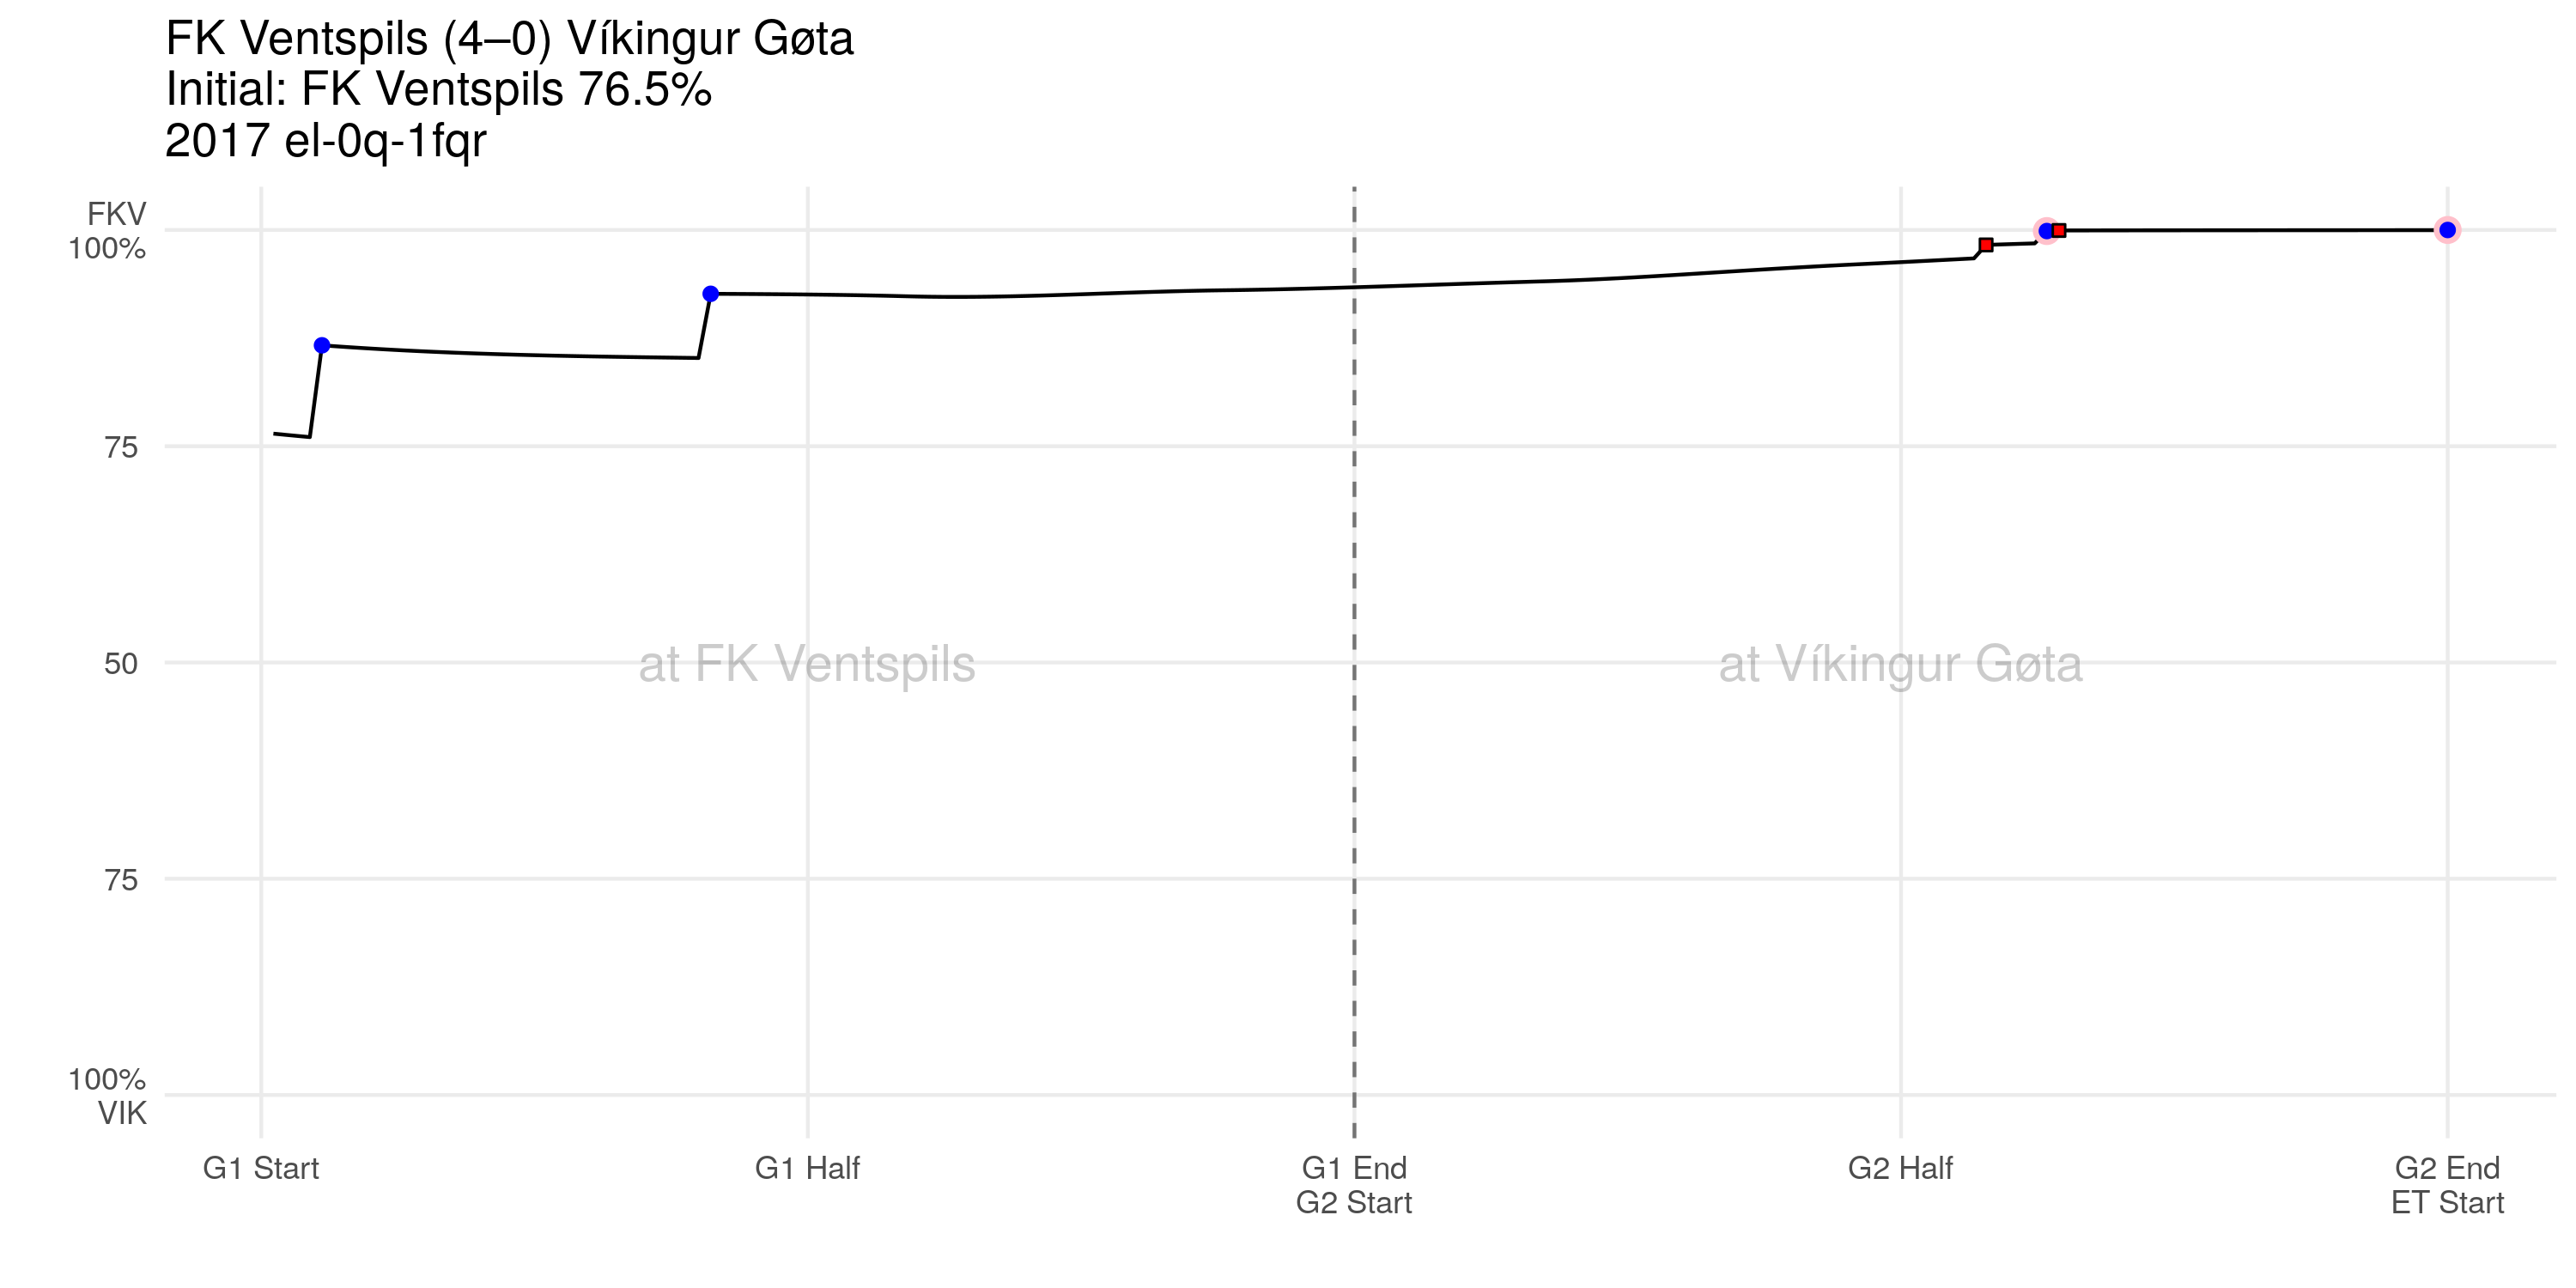 FK Ventspils (4–0) Víkingur Gøta
Initial: FK Ventspils 76.5%
2017 el-0q-1fqr
FKV
100%
75
50
75
100%
VIK
at FK Ventspils
at Víkingur Gøta
G1 Start
G1 Half
G1 End
G2 Start
G2 Half
G2 End
ET Start